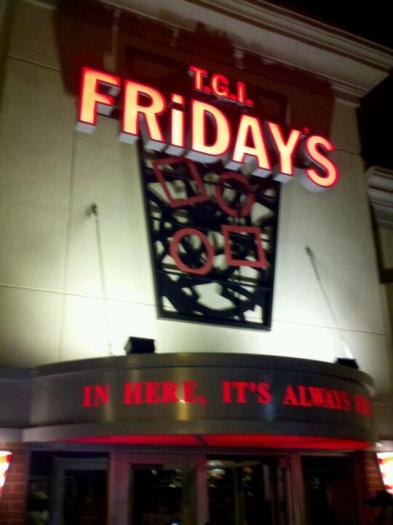 T.G.I.
FRiDAY'S
IN HERE, IT'S ALWAYS